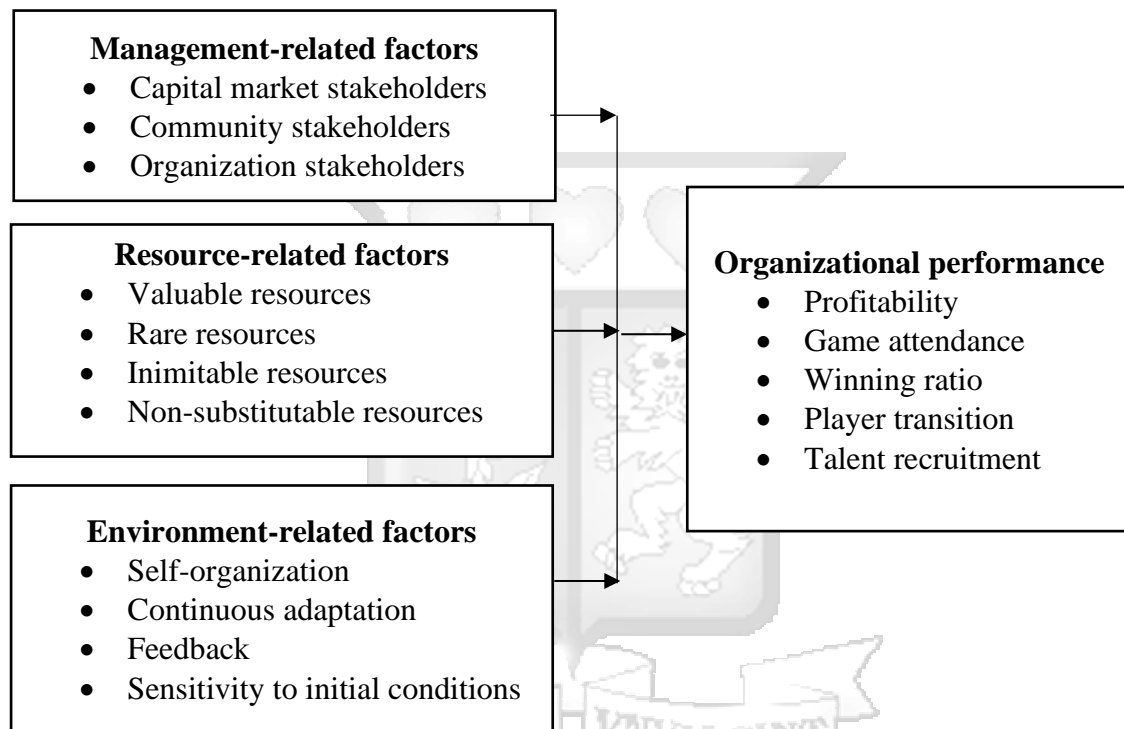 Management-related factors
• Capital market stakeholders
• Community stakeholders
• Organization stakeholders
Resource-related factors
• Valuable resources
• Rare resources
• Inimitable resources
• Non-substitutable resources
Environment-related factors
• Self-organization
• Continuous adaptation
• Feedback
• Sensitivity to initial conditions
Organizational performance
• Profitability
• Game attendance
• Winning ratio
• Player transition
• Talent recruitment